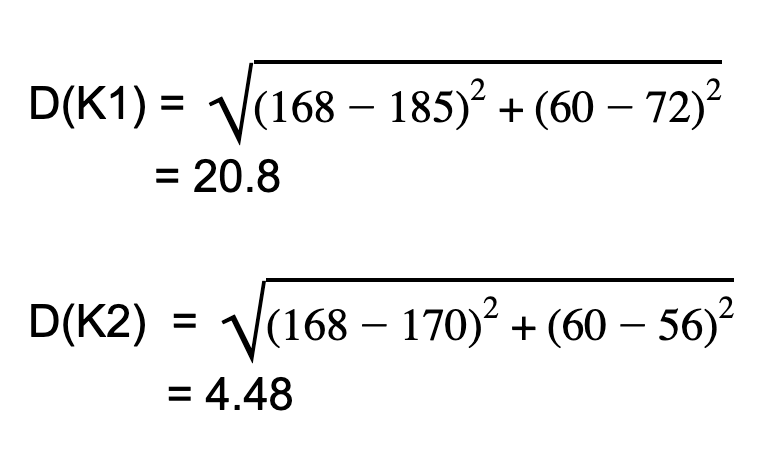 D(K1) = √(168 − 185)² + (60 − 72)²
= 20.8
D(K2) = √(168 − 170)² + (60 − 56)²
= 4.48